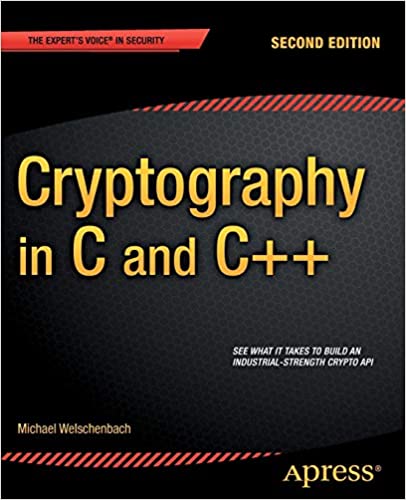 THE EXPERT'S VOICE® IN SECURITY
SECOND EDITION
Cryptography
in C and C++
SEE WHAT IT TAKES TO BUILD AN
INDUSTRIAL-STRENGTH CRYPTO API
Michael Welschenbach
Apress®